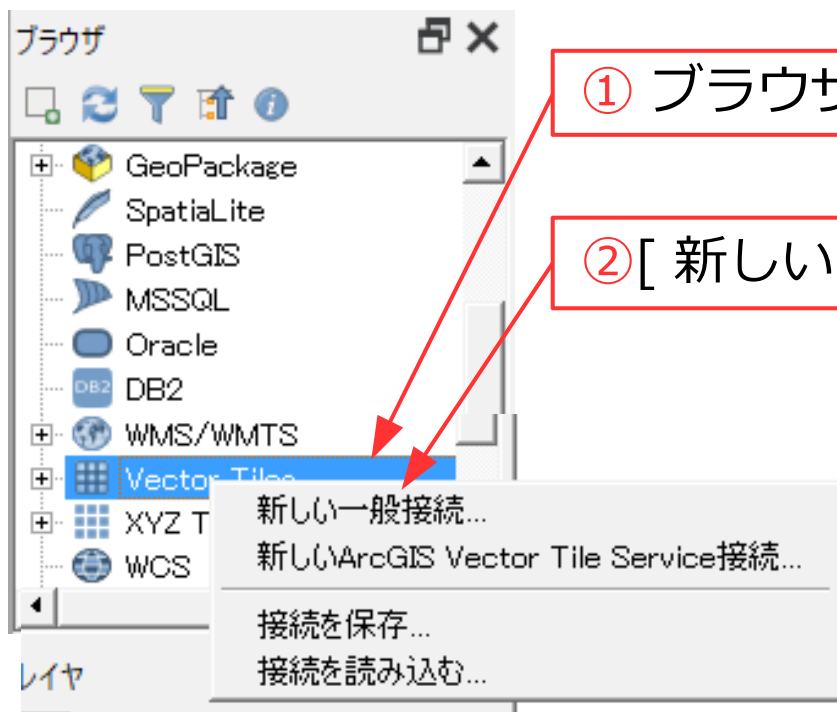 ブラウザ
① ブラウザ
GeoPackage
SpatiaLite
PostGIS
②[ 新しい
MSSQL
Oracle
DB2
DB2
WMS/WMTS
Vector Tiles
XYZ T
WCS
新しい一般接続...
新しいArcGIS Vector Tile Service接続...
接続を保存...
接続を読み込む...
レイヤ